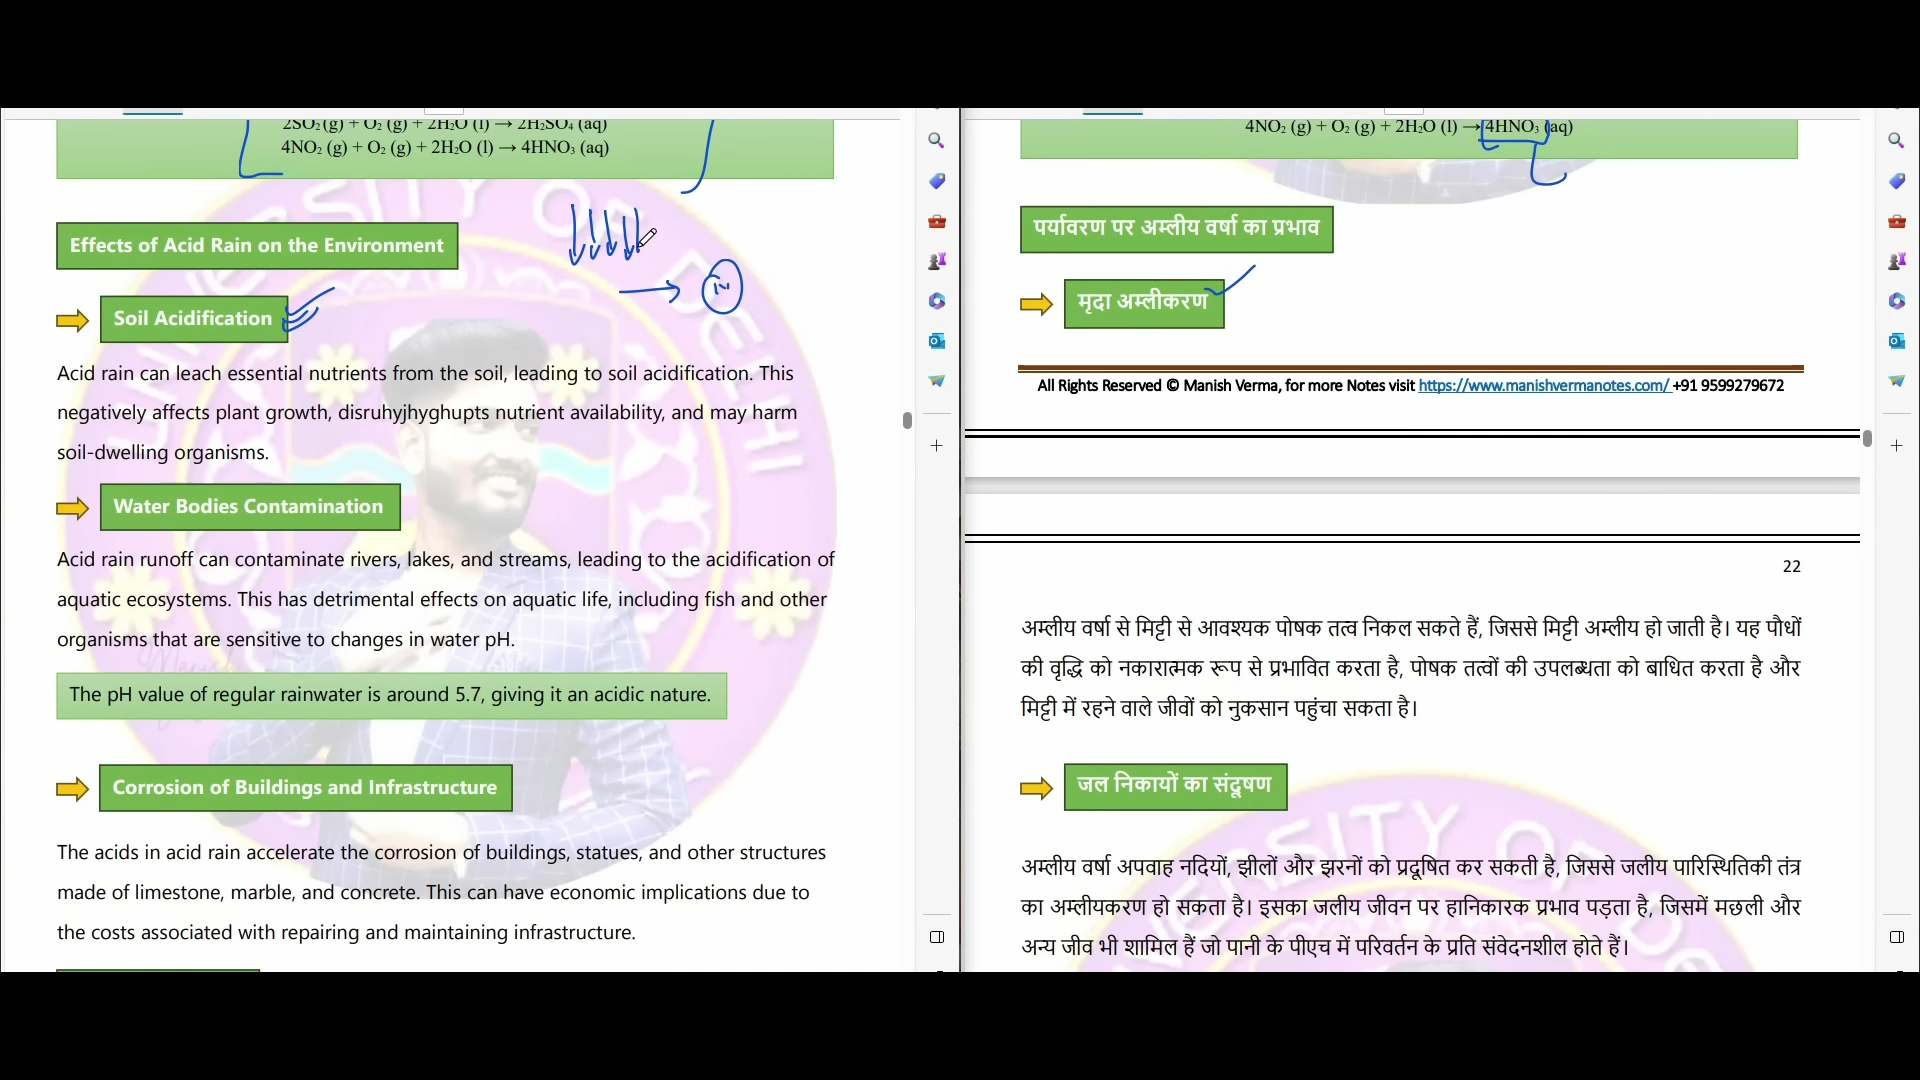 2SO₂ (g) + O₂ (g) + 2H₂O (l) → 2H₂SO₄ (aq)
4NO₂ (g) + O₂ (g) + 2H₂O (l) → 4HNO₃ (aq)
Effects of Acid Rain on the Environment
Soil Acidification
Acid rain can leach essential nutrients from the soil, leading to soil acidification. This
negatively affects plant growth, disruhyjhyghupts nutrient availability, and may harm
soil-dwelling organisms.
Water Bodies Contamination
Acid rain runoff can contaminate rivers, lakes, and streams, leading to the acidification of
aquatic ecosystems. This has detrimental effects on aquatic life, including fish and other
organisms that are sensitive to changes in water pH.
The pH value of regular rainwater is around 5.7, giving it an acidic nature.
Corrosion of Buildings and Infrastructure
The acids in acid rain accelerate the corrosion of buildings, statues, and other structures
made of limestone, marble, and concrete. This can have economic implications due to
the costs associated with repairing and maintaining infrastructure.
UNIVERSITY OF DELHI
4NO₂ (g) + O₂ (g) + 2H₂O (l) → 4HNO₃ (aq)
पर्यावरण पर अम्लीय वर्षा का प्रभाव
मृदा अम्लीकरण
All Rights Reserved © Manish Verma, for more Notes visit https://www.manishvermanotes.com/ +91 9599279672
22
अम्लीय वर्षा से मिट्टी से आवश्यक पोषक तत्व निकल सकते हैं, जिससे मिट्टी अम्लीय हो जाती है। यह पौधों
की वृद्धि को नकारात्मक रूप से प्रभावित करता है, पोषक तत्वों की उपलब्धता को बाधित करता है और
मिट्टी में रहने वाले जीवों को नुकसान पहुंचा सकता है।
जल निकायों का संदूषण
अम्लीय वर्षा अपवाह नदियों, झीलों और झरनों को प्रदूषित कर सकती है, जिससे जलीय पारिस्थितिकी तंत्र
का अम्लीयकरण हो सकता है। इसका जलीय जीवन पर हानिकारक प्रभाव पड़ता है, जिसमें मछली और
अन्य जीव भी शामिल हैं जो पानी के पीएच में परिवर्तन के प्रति संवेदनशील होते हैं।